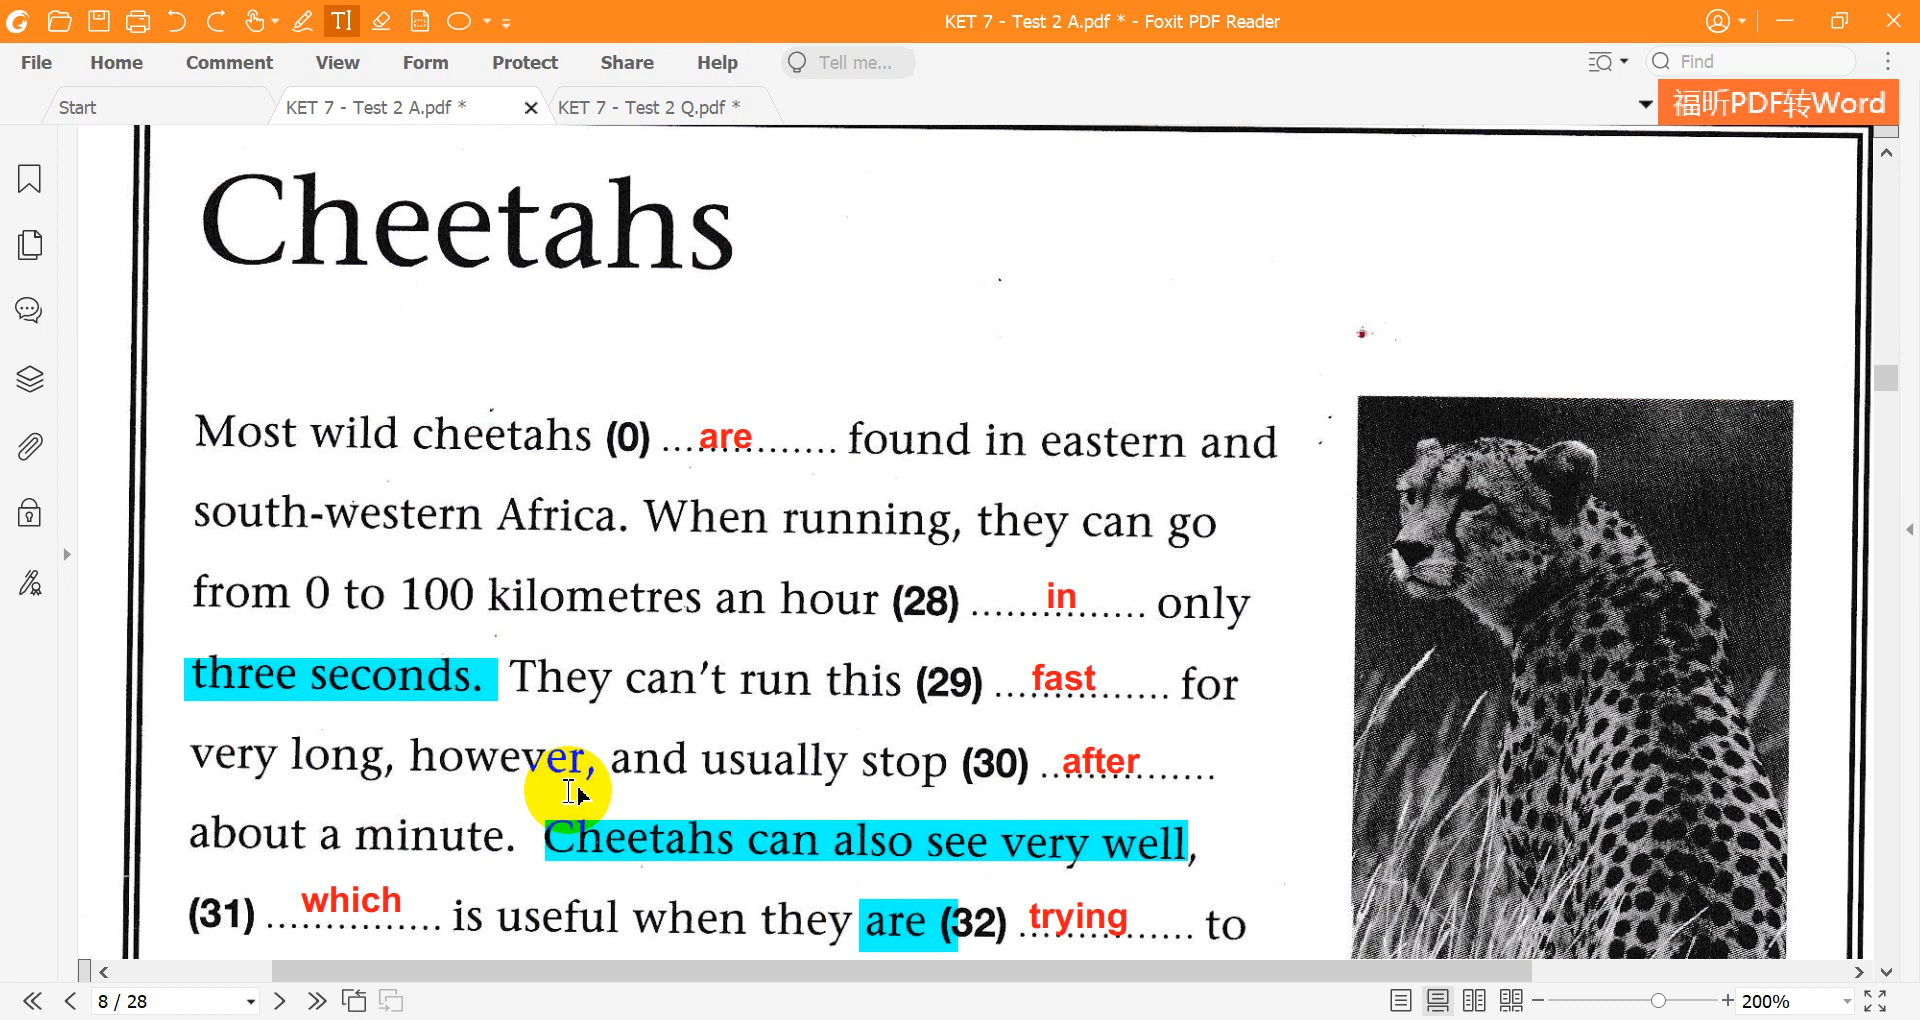 KET 7 - Test 2 A.pdf * - Foxit PDF Reader
File Home Comment View Form Protect Share Help Tell me... Find
Start KET 7 - Test 2 A.pdf * KET 7 - Test 2 Q.pdf * 福昕PDF转Word
Cheetahs
Most wild cheetahs (0) ...are........ found in eastern and
south-western Africa. When running, they can go
from 0 to 100 kilometres an hour (28) ......in....... only
three seconds. They can't run this (29) ...fast....... for
very long, however, and usually stop (30) ..after.......
about a minute. Cheetahs can also see very well,
(31) ...which... is useful when they are (32) .trying...... to
8 / 28 200%